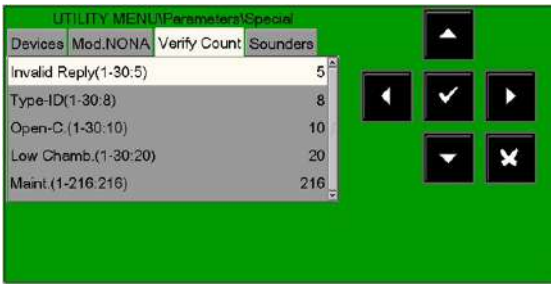 UTILITY MENU\Parameters\Special
Devices Mod.NONA Verify Count Sounders
Invalid Reply(1-30:5) 5
Type-ID(1-30:8) 8
Open-C.(1-30:10) 10
Low Chamb.(1-30:20) 20
Maint.(1-216:216) 216